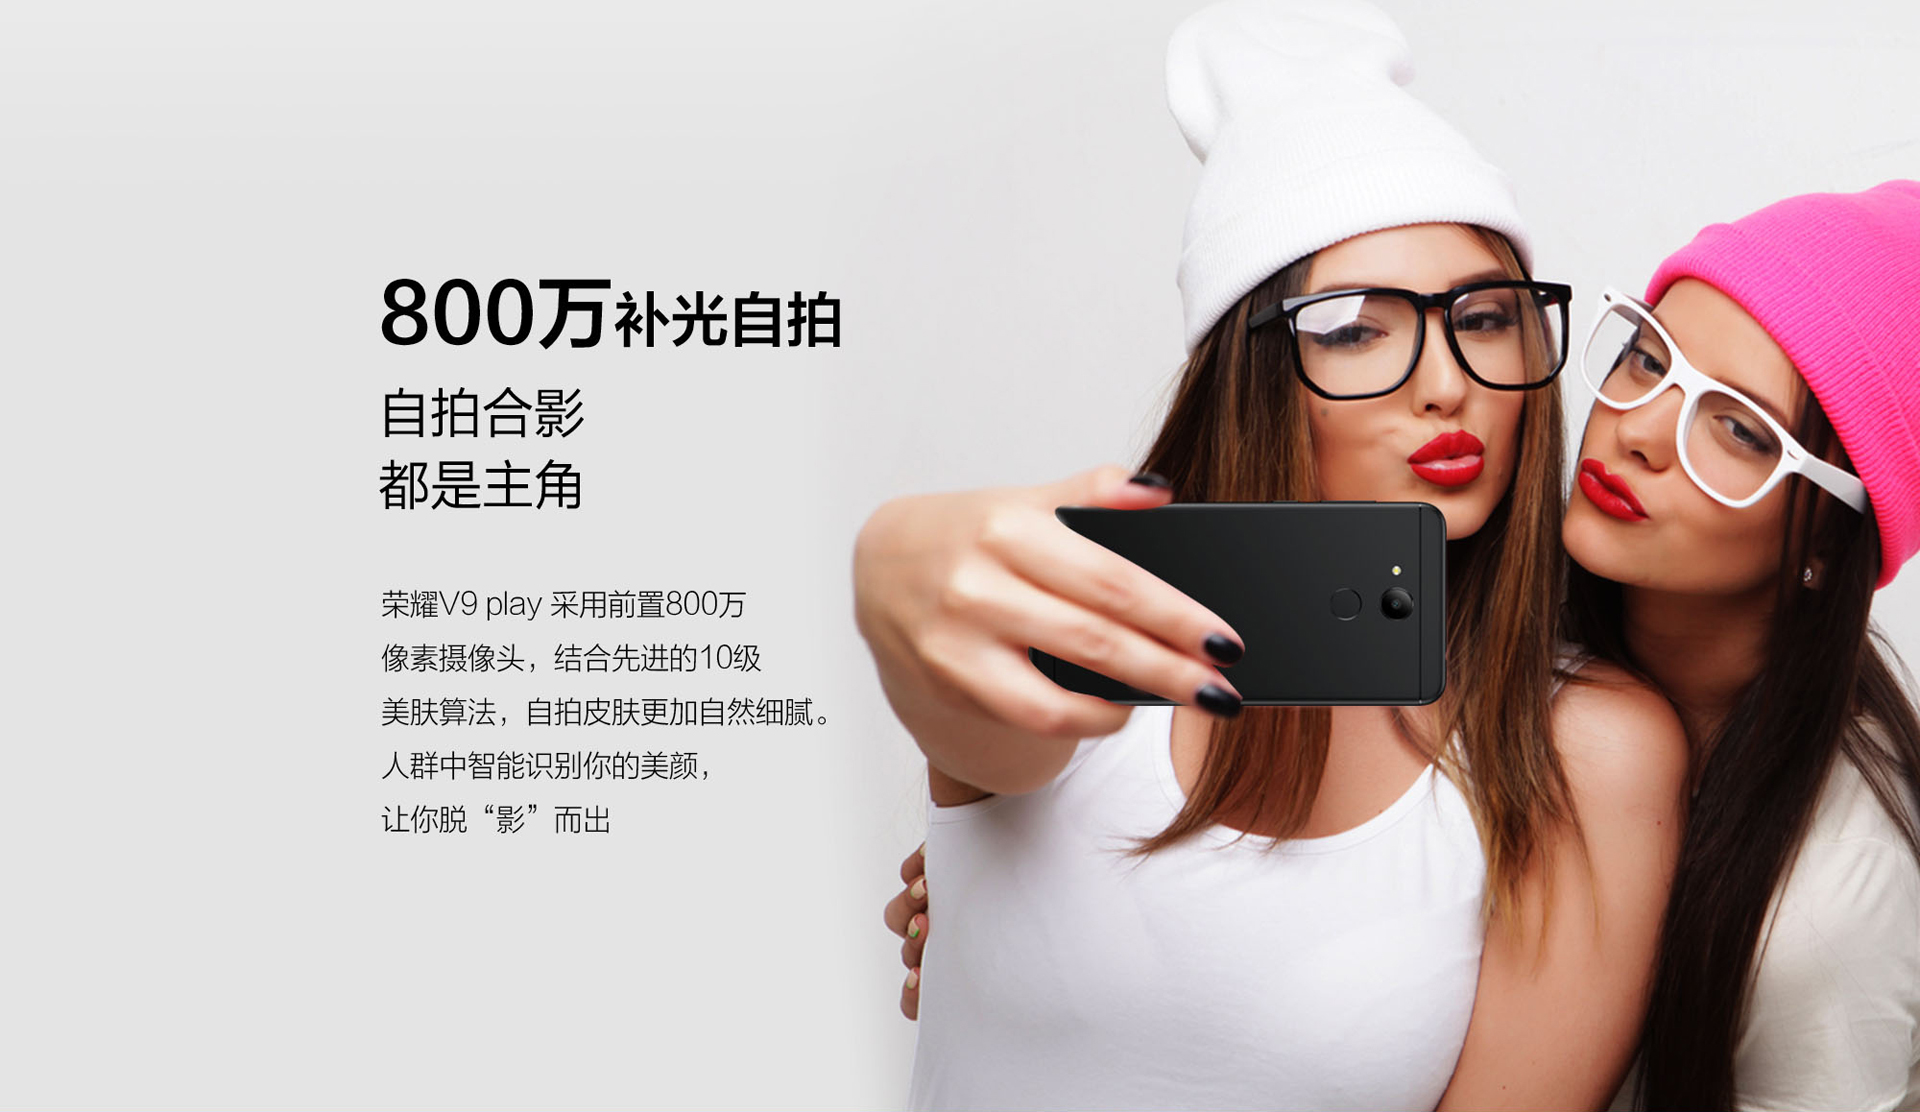 800万补光自拍
自拍合影
都是主角
荣耀V9 play 采用前置800万
像素摄像头，结合先进的10级
美肤算法，自拍皮肤更加自然细腻。
人群中智能识别你的美颜，
让你脱“影”而出